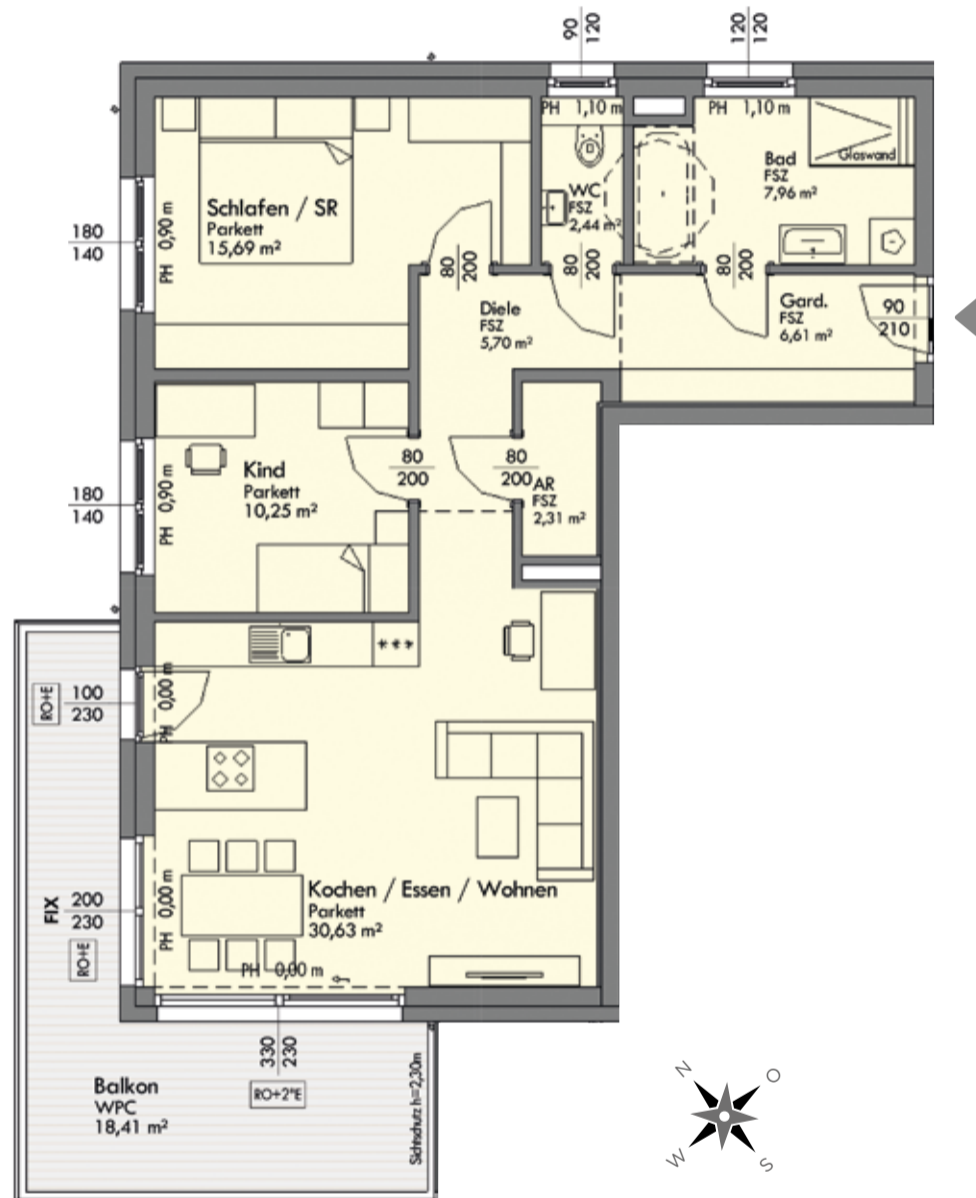 90
120
120
120
PH 1,10 m
PH 1,10 m
Glaswand
Bad
FSZ
7,96 m²
WC
FSZ
2,44 m²
Schlafen / SR
Parkett
15,69 m²
180
140
PH 0,90 m
80
200
80
200
80
200
Diele
FSZ
5,70 m²
Gard.
FSZ
6,61 m²
90
210
Kind
Parkett
10,25 m²
180
140
PH 0,90 m
80
200
80
200
AR
FSZ
2,31 m²
RO+E
100
230
PH 0,00 m
FIX
200
230
RO+E
PH 0,00 m
Kochen / Essen / Wohnen
Parkett
30,63 m²
PH 0,00 m
330
230
RO+2*E
Sichtschutz h=2,30m
Balkon
WPC
18,41 m²
N
O
W
S